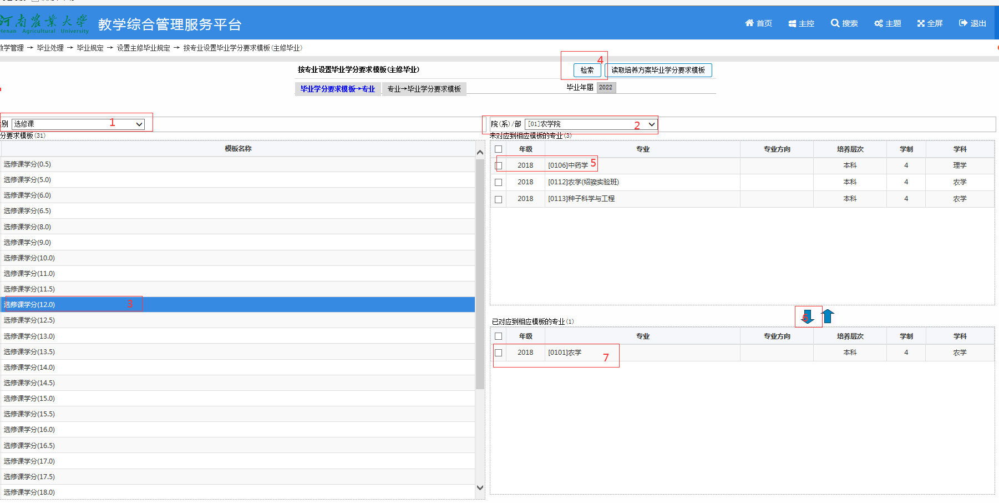 河南农业大学
Henan Agricultural University
教学综合管理服务平台
首页
主控
搜索
主题
全屏
退出
教学管理 → 毕业处理 → 毕业规定 → 设置主修毕业规定 → 按专业设置毕业学分要求模板(主修毕业)
按专业设置毕业学分要求模板(主修毕业)
4
检索
读取培养方案毕业学分要求模板
毕业学分要求模板→专业
专业→毕业学分要求模板
毕业年届 2022
别 选修课 1
院(系)/部 [01]农学院 2
分要求模板(31)
未对应到相应模板的专业(3)
模板名称
选修课学分(0.5)
选修课学分(5.0)
选修课学分(6.0)
选修课学分(6.5)
选修课学分(8.0)
选修课学分(9.0)
选修课学分(10.0)
选修课学分(11.0)
选修课学分(11.5)
选修课学分(12.0) 3
选修课学分(12.5)
选修课学分(13.0)
选修课学分(13.5)
选修课学分(14.0)
选修课学分(14.5)
选修课学分(15.0)
选修课学分(15.5)
选修课学分(16.0)
选修课学分(16.5)
选修课学分(17.0)
选修课学分(17.5)
选修课学分(18.0)
年级 专业 专业方向 培养层次 学制 学科
2018 [0106]中药学 5 本科 4 理学
2018 [0112]农学(绍骙实验班) 本科 4 农学
2018 [0113]种子科学与工程 本科 4 农学
6
已对应到相应模板的专业(1)
年级 专业 专业方向 培养层次 学制 学科
2018 [0101]农学 7 本科 4 农学